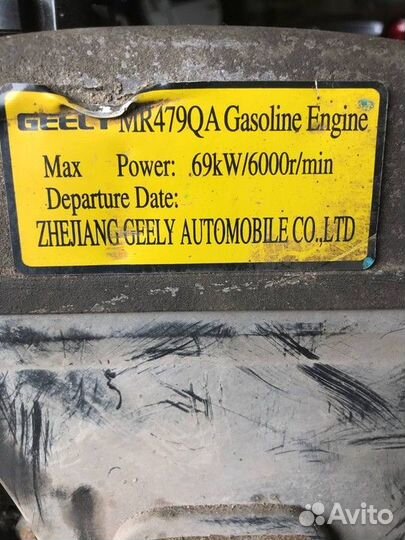 GEELY MR479QA Gasoline Engine
Max Power: 69kW/6000r/min
Departure Date:
ZHEJIANG GEELY AUTOMOBILE CO.,LTD
Avito